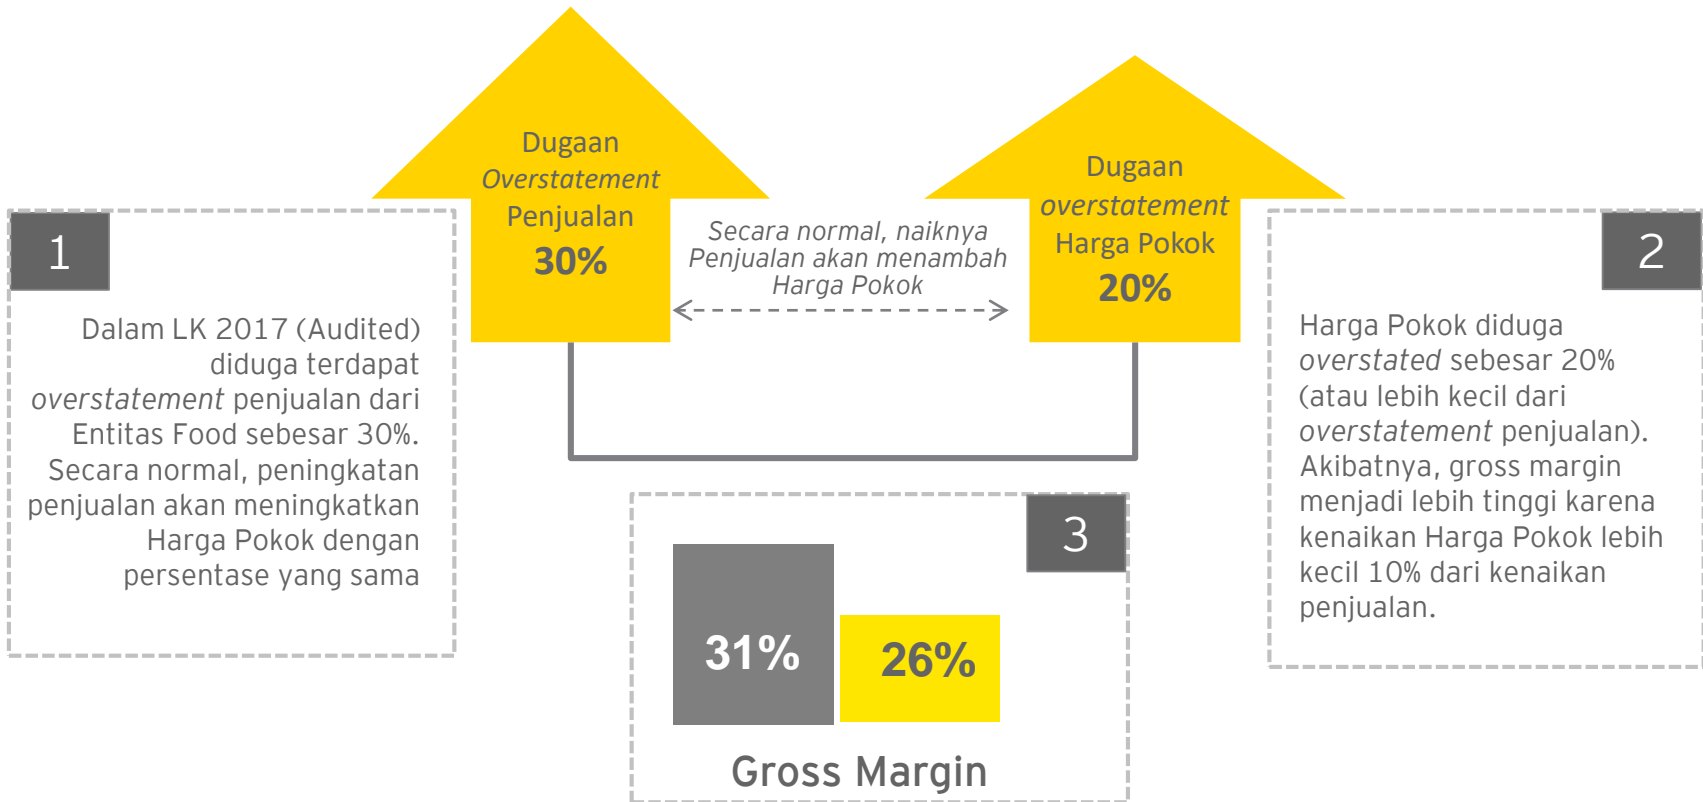 Dugaan
Overstatement
Penjualan
30%
Dugaan
overstatement
Harga Pokok
20%
Secara normal, naiknya
Penjualan akan menambah
Harga Pokok
1
Dalam LK 2017 (Audited)
diduga terdapat
overstatement penjualan dari
Entitas Food sebesar 30%.
Secara normal, peningkatan
penjualan akan meningkatkan
Harga Pokok dengan
persentase yang sama
2
Harga Pokok diduga
overstated sebesar 20%
(atau lebih kecil dari
overstatement penjualan).
Akibatnya, gross margin
menjadi lebih tinggi karena
kenaikan Harga Pokok lebih
kecil 10% dari kenaikan
penjualan.
3
31%
26%
Gross Margin